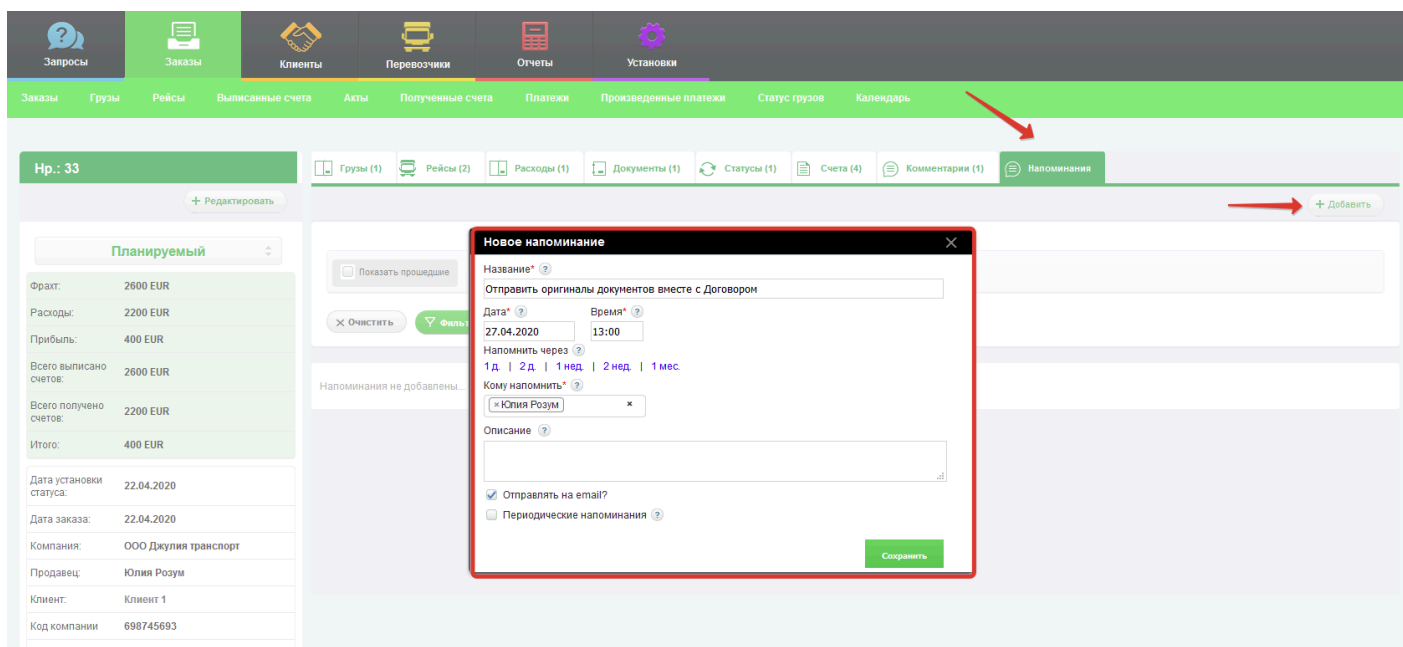 Запросы
Заказы
Клиенты
Перевозчики
Отчеты
Установки
Заказы Грузы Рейсы Выписанные счета Акты Полученные счета Платежи Произведенные платежи Статус грузов Календарь
Нр.: 33
Грузы (1) Рейсы (2) Расходы (1) Документы (1) Статусы (1) Счета (4) Комментарии (1) Напоминания
+ Редактировать
+ Добавить
Планируемый
Фрахт: 2600 EUR
Расходы: 2200 EUR
Прибыль: 400 EUR
Всего выписано
счетов: 2600 EUR
Всего получено
счетов: 2200 EUR
Итого: 400 EUR
Дата установки
статуса: 22.04.2020
Дата заказа: 22.04.2020
Компания: ООО Джулия транспорт
Продавец: Юлия Розум
Клиент: Клиент 1
Код компании 698745693
Показать прошедшие
Очистить Фильт
Напоминания не добавлены...
Новое напоминание
Название* ?
Отправить оригиналы документов вместе с Договором
Дата* ? Время* ?
27.04.2020 13:00
Напомнить через ?
1 д. | 2 д. | 1 нед. | 2 нед. | 1 мес.
Кому напомнить* ?
×Юлия Розум ×
Описание ?
Отправлять на email?
Периодические напоминания ?
Сохранить